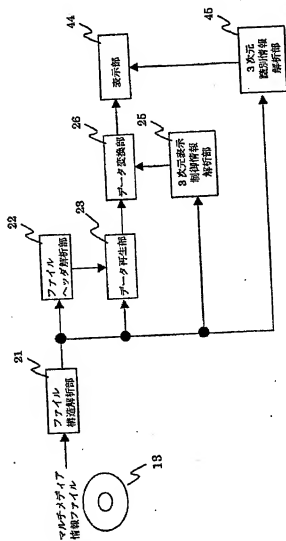 マルチメディア
情報ファイル
13
21
ファイル
構造解析部
22
ファイル
ヘッダ解析部
23
データ再生部
26
データ変換部
25
3次元表示
制御情報
解析部
44
表示部
45
3次元
識別情報
解析部